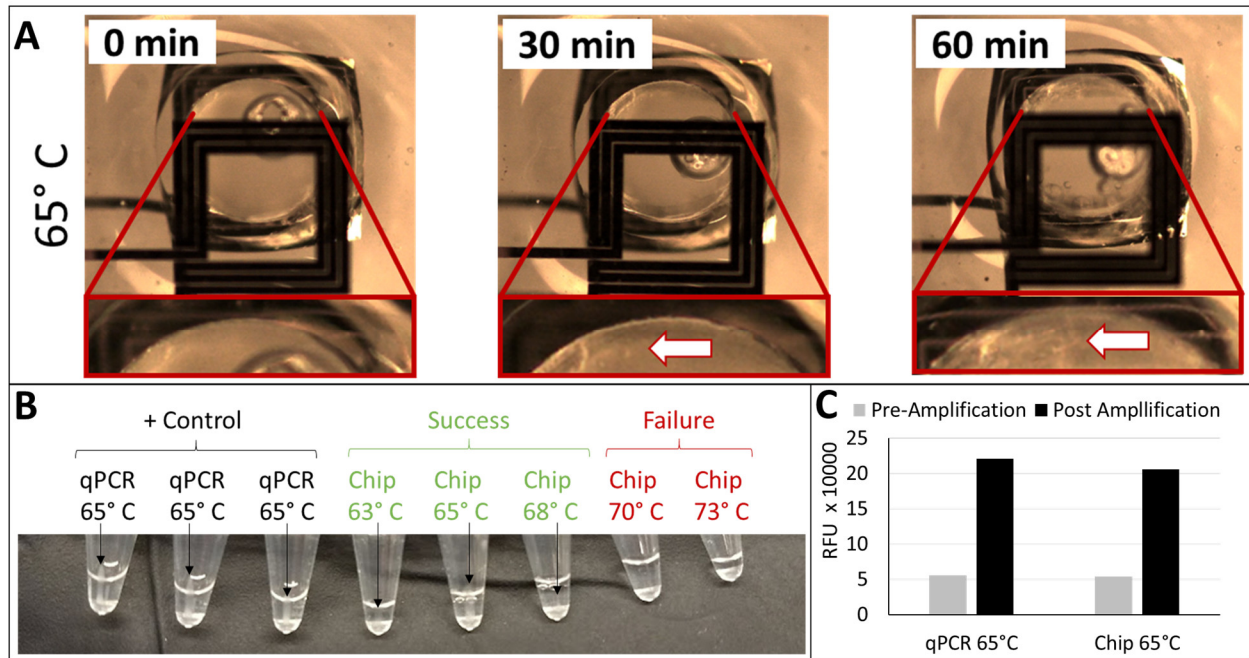 A
0 min
30 min
60 min
65° C
B
+ Control
Success
Failure
qPCR
65° C
qPCR
65° C
qPCR
65° C
Chip
63° C
Chip
65° C
Chip
68° C
Chip
70° C
Chip
73° C
C
Pre-Amplification
Post Ampllification
RFU x 10000
25
20
15
10
5
0
qPCR 65°C
Chip 65°C